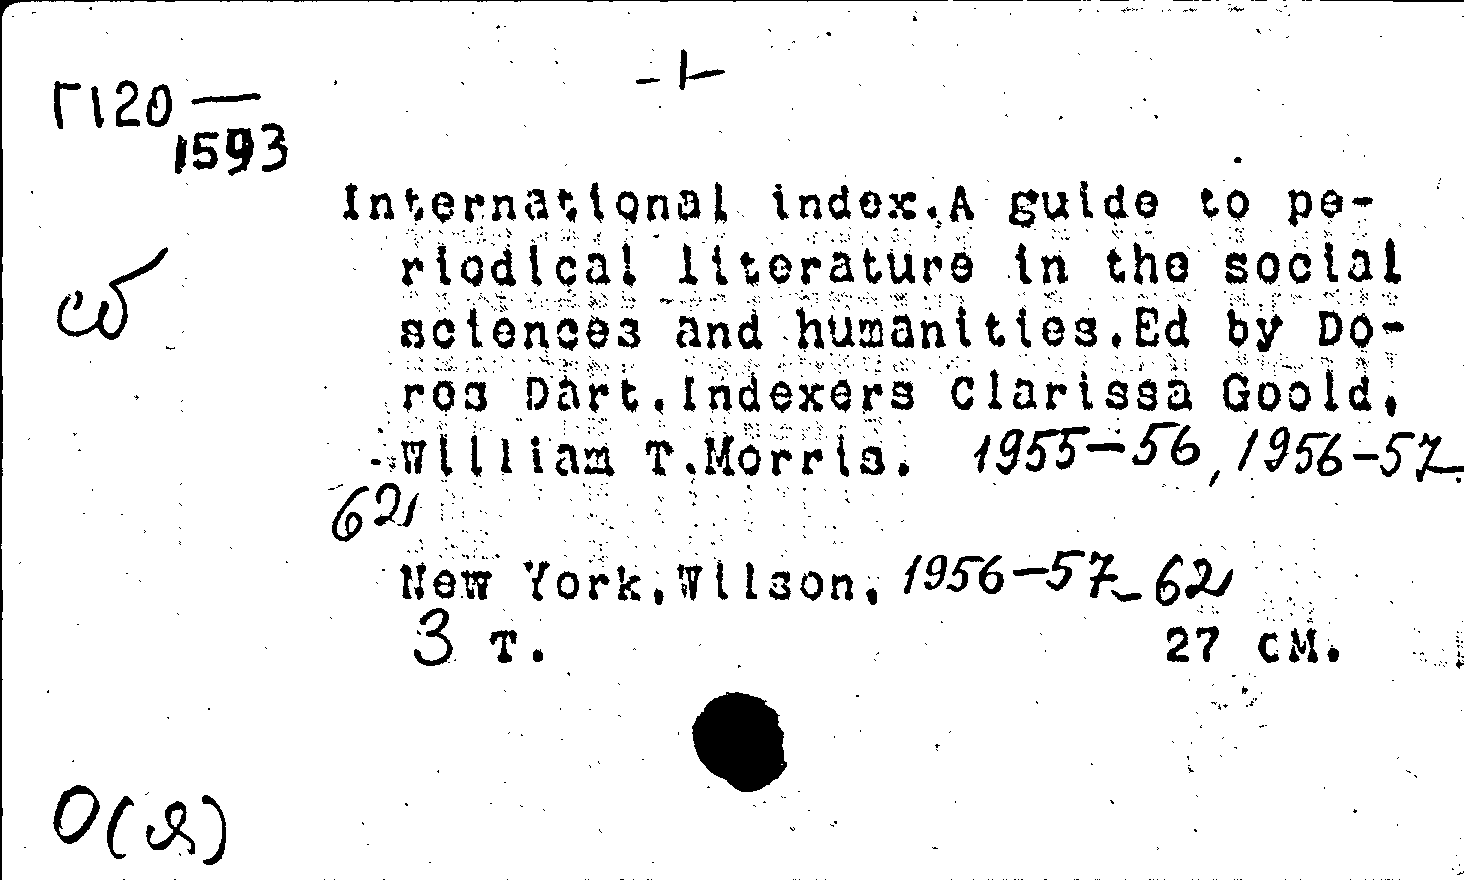 Г120 —
1593
International index.A guide to pe-
riodical literature in the social
sciences and humanities.Ed by Do-
ros Dart.Indexers Clarissa Goold,
William T.Morris. 1955-56, 1956-57-
62
New York,Wilson, 1956-57-62
3 т. 27 см.